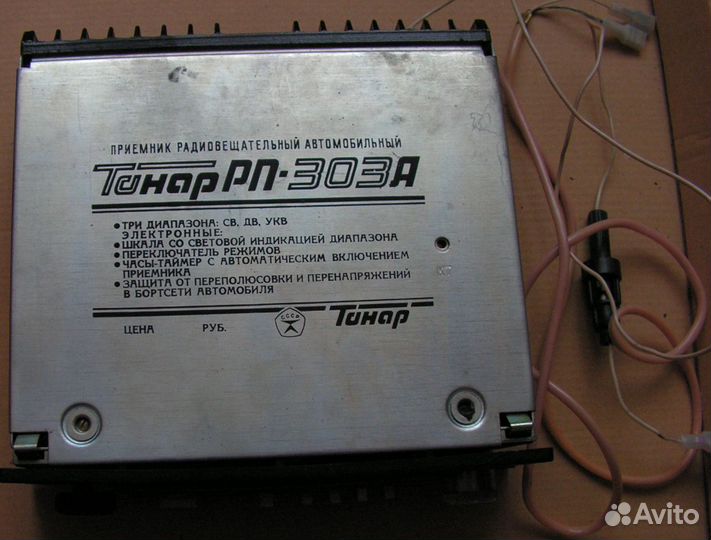 ПРИЕМНИК РАДИОВЕЩАТЕЛЬНЫЙ АВТОМОБИЛЬНЫЙ
Тонар РП-303А
• ТРИ ДИАПАЗОНА: СВ, ДВ, УКВ
ЭЛЕКТРОННЫЕ:
• ШКАЛА СО СВЕТОВОЙ ИНДИКАЦИЕЙ ДИАПАЗОНА
• ПЕРЕКЛЮЧАТЕЛЬ РЕЖИМОВ
• ЧАСЫ-ТАЙМЕР С АВТОМАТИЧЕСКИМ ВКЛЮЧЕНИЕМ
ПРИЕМНИКА
• ЗАЩИТА ОТ ПЕРЕПОЛЮСОВКИ И ПЕРЕНАПРЯЖЕНИЙ
В БОРТСЕТИ АВТОМОБИЛЯ
ЦЕНА РУБ. СССР Тонар
Avito